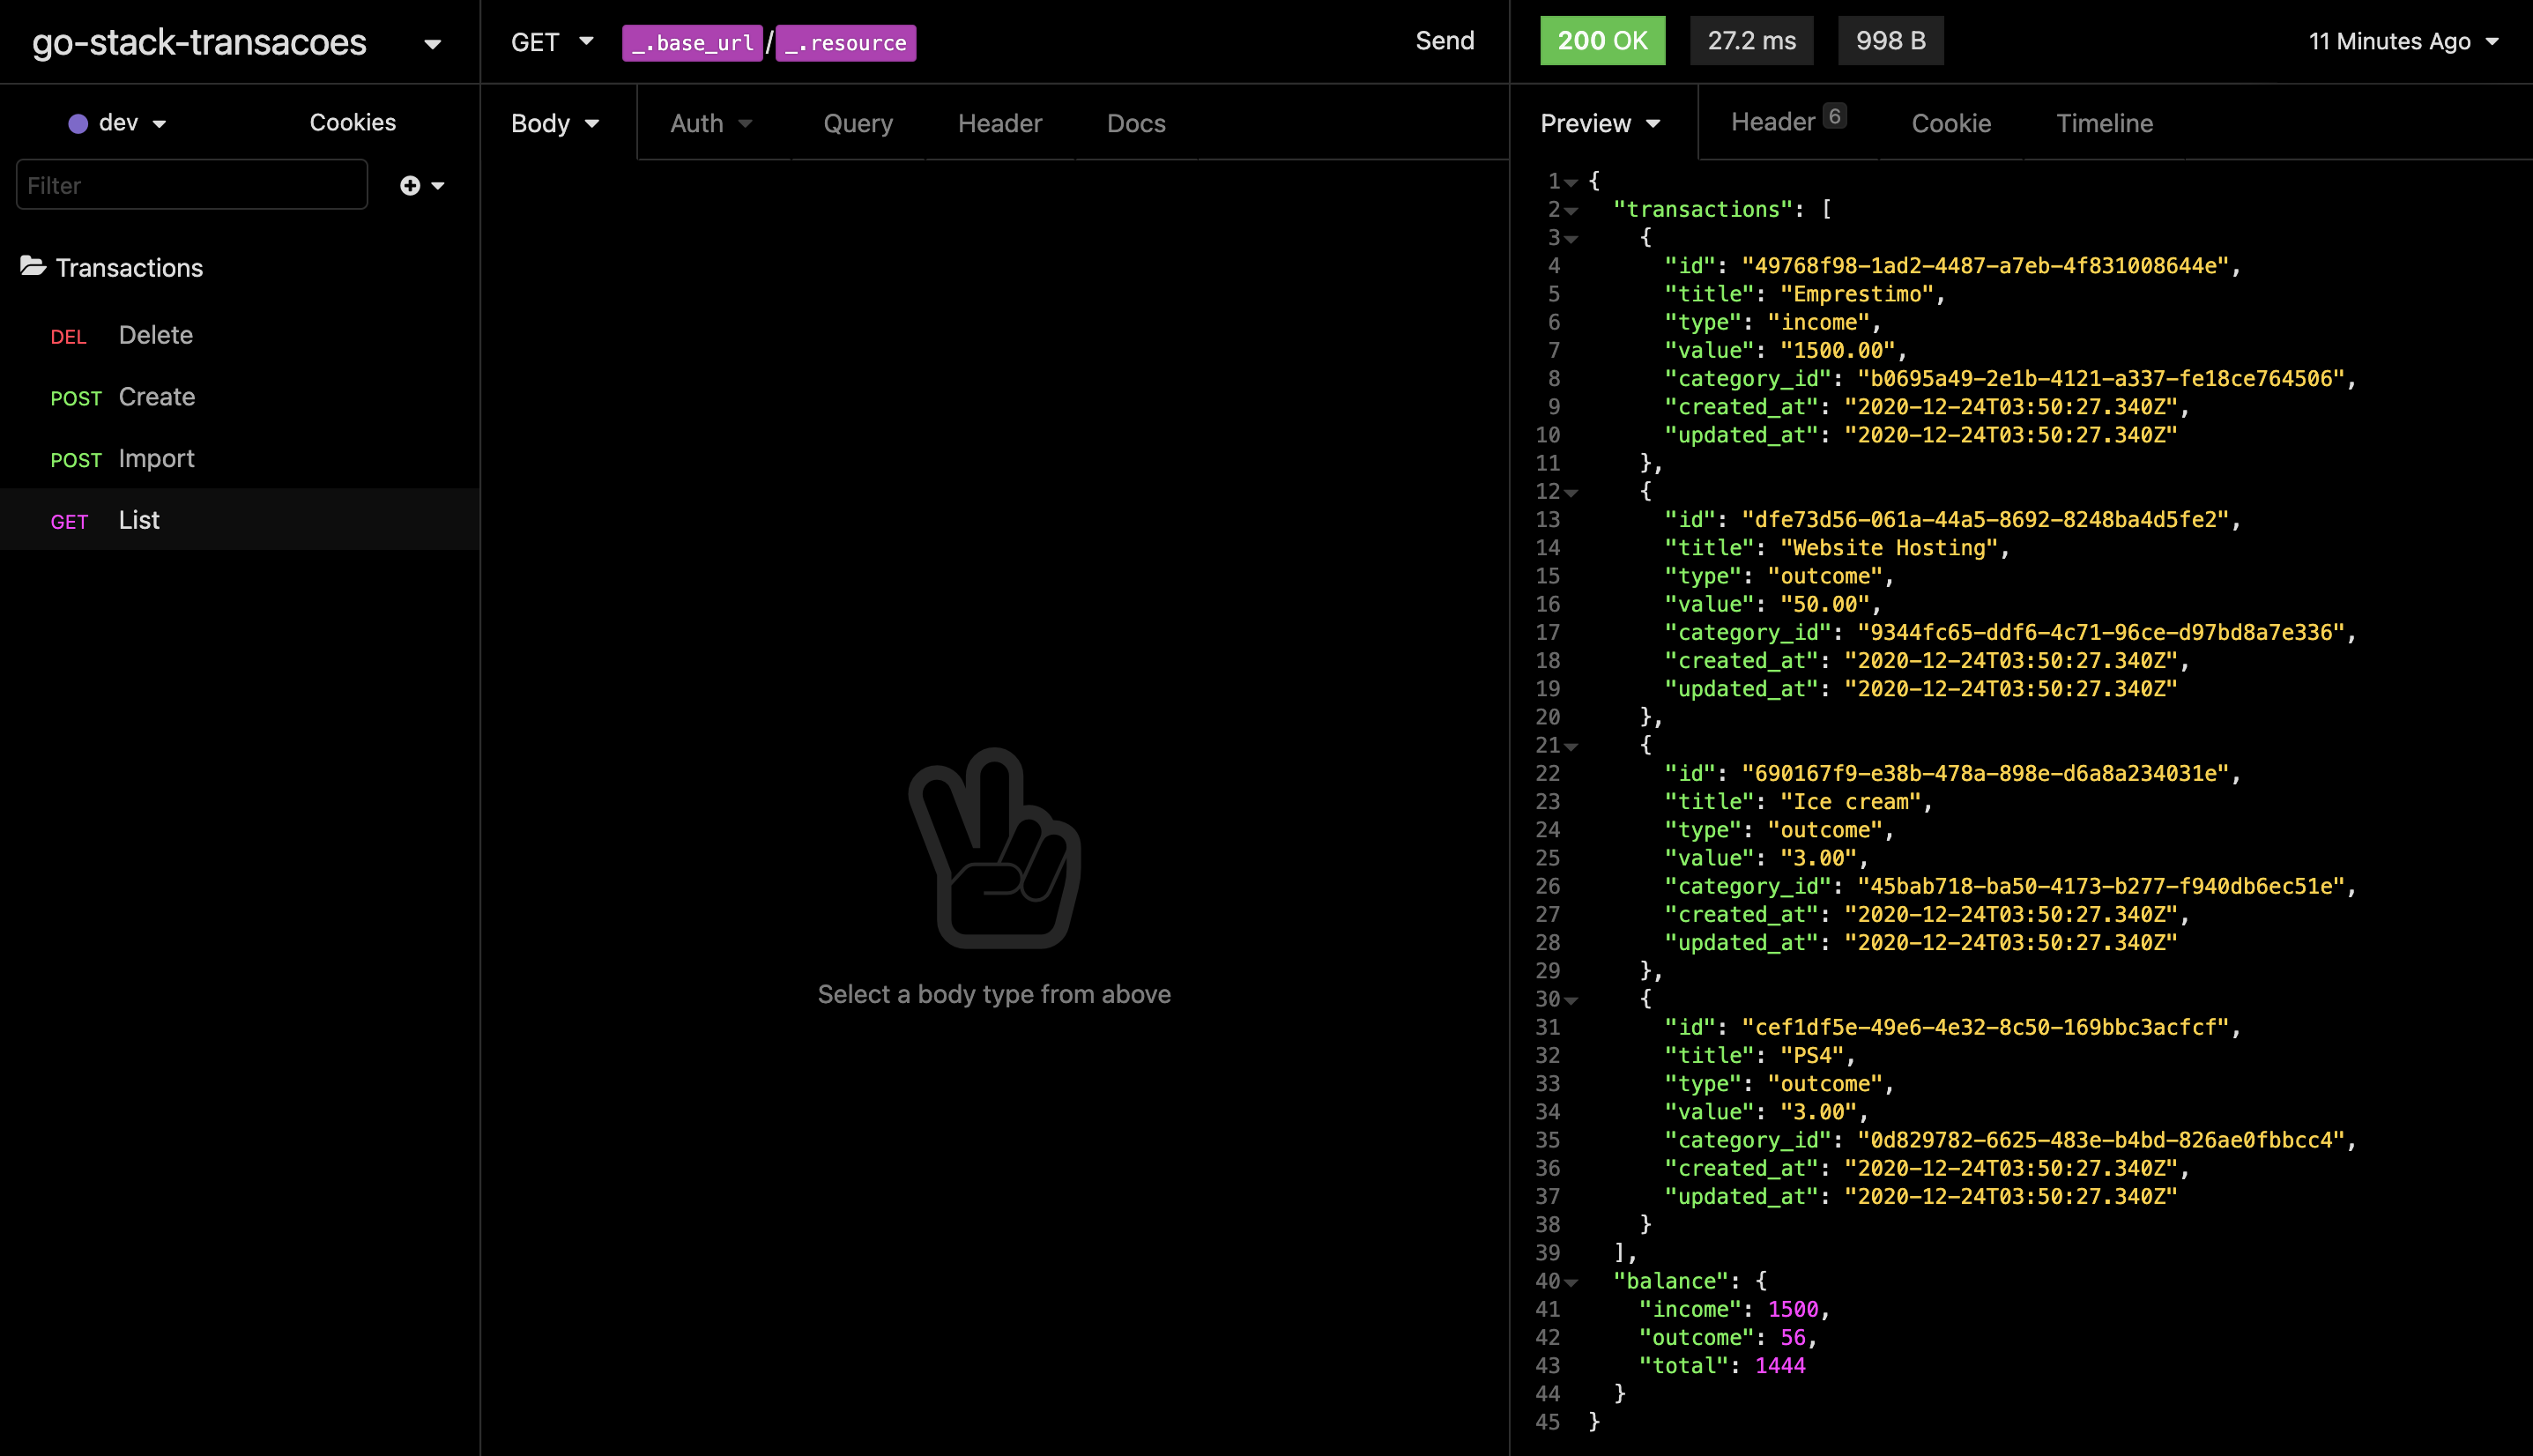 go-stack-transacoes
dev
Cookies
Filter
Transactions
DEL Delete
POST Create
POST Import
GET List
GET _.base_url/_.resource Send
Body Auth Query Header Docs
Select a body type from above
200 OK 27.2 ms 998 B 11 Minutes Ago
Preview Header 6 Cookie Timeline
1 {
2 "transactions": [
3 {
4 "id": "49768f98-1ad2-4487-a7eb-4f831008644e",
5 "title": "Emprestimo",
6 "type": "income",
7 "value": "1500.00",
8 "category_id": "b0695a49-2e1b-4121-a337-fe18ce764506",
9 "created_at": "2020-12-24T03:50:27.340Z",
10 "updated_at": "2020-12-24T03:50:27.340Z"
11 },
12 {
13 "id": "dfe73d56-061a-44a5-8692-8248ba4d5fe2",
14 "title": "Website Hosting",
15 "type": "outcome",
16 "value": "50.00",
17 "category_id": "9344fc65-ddf6-4c71-96ce-d97bd8a7e336",
18 "created_at": "2020-12-24T03:50:27.340Z",
19 "updated_at": "2020-12-24T03:50:27.340Z"
20 },
21 {
22 "id": "690167f9-e38b-478a-898e-d6a8a234031e",
23 "title": "Ice cream",
24 "type": "outcome",
25 "value": "3.00",
26 "category_id": "45bab718-ba50-4173-b277-f940db6ec51e",
27 "created_at": "2020-12-24T03:50:27.340Z",
28 "updated_at": "2020-12-24T03:50:27.340Z"
29 },
30 {
31 "id": "cef1df5e-49e6-4e32-8c50-169bbc3acfcf",
32 "title": "PS4",
33 "type": "outcome",
34 "value": "3.00",
35 "category_id": "0d829782-6625-483e-b4bd-826ae0fbbcc4",
36 "created_at": "2020-12-24T03:50:27.340Z",
37 "updated_at": "2020-12-24T03:50:27.340Z"
38 }
39 ],
40 "balance": {
41 "income": 1500,
42 "outcome": 56,
43 "total": 1444
44 }
45 }